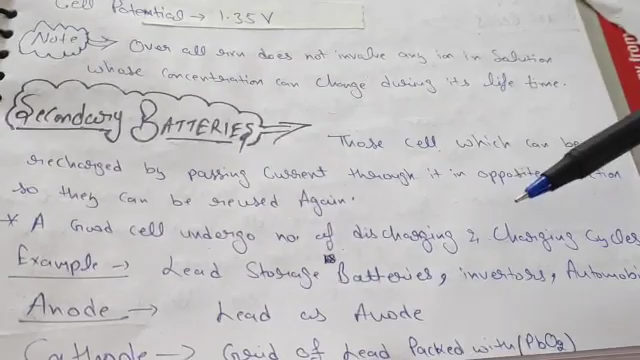 Cell Potential → 1.35 V
Note → Over all rxn does not involve any ion in Solution
whose concentration can change during its life time.
Secondary BATTERIES → Those cell which can be
recharged by passing Current through it in opposite
so they can be reused Again.
* A Good cell undergo no. of discharging & Charging Cycles
Example → Lead Storage Batteries, invertors, Automobi
Anode → Lead as Anode
Cathode → Grid of Lead Packed with (PbO2)